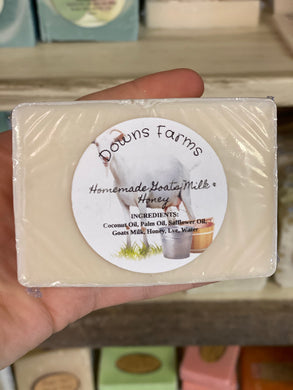 Downs Farms
Homemade Goats Milk &
Honey
INGREDIENTS:
Coconut Oil, Palm Oil, Safflower Oil,
Goats Milk, Honey, Lye, Water